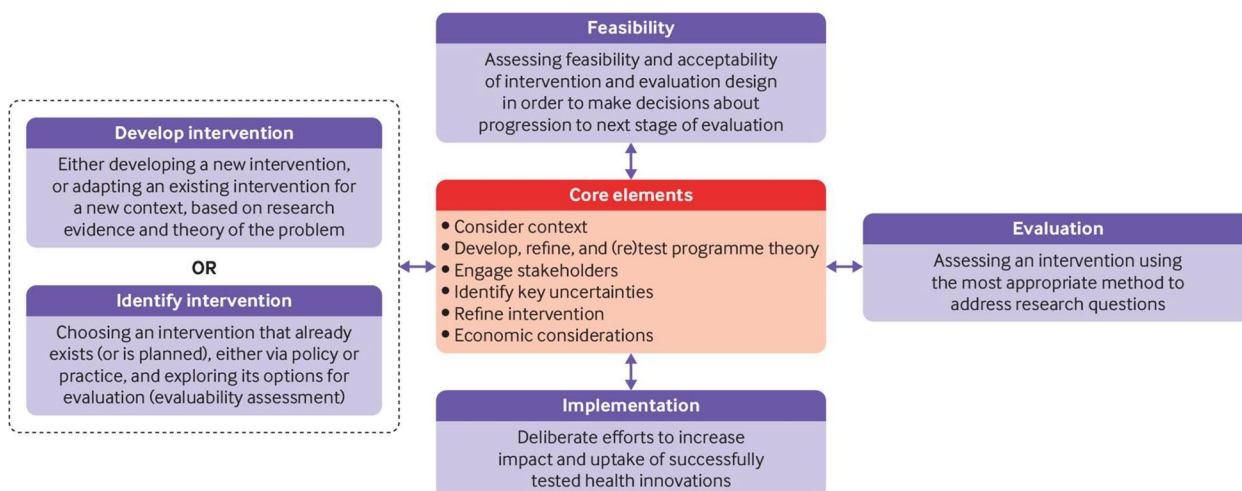 Feasibility
Assessing feasibility and acceptability
of intervention and evaluation design
in order to make decisions about
progression to next stage of evaluation
Develop intervention
Either developing a new intervention,
or adapting an existing intervention for
a new context, based on research
evidence and theory of the problem
OR
Identify intervention
Choosing an intervention that already
exists (or is planned), either via policy or
practice, and exploring its options for
evaluation (evaluability assessment)
Core elements
• Consider context
• Develop, refine, and (re)test programme theory
• Engage stakeholders
• Identify key uncertainties
• Refine intervention
• Economic considerations
Evaluation
Assessing an intervention using
the most appropriate method to
address research questions
Implementation
Deliberate efforts to increase
impact and uptake of successfully
tested health innovations